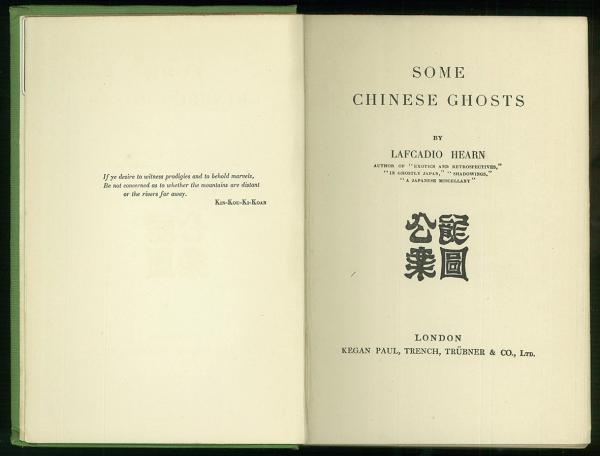 If ye desire to witness prodigies and to behold marvels,
Be not concerned as to whether the mountains are distant
or the rivers far away.
Kin-Kou-Ki-Koan
SOME
CHINESE GHOSTS
BY
LAFCADIO HEARN
AUTHOR OF "EXOTICS AND RETROSPECTIVES,"
"IN GHOSTLY JAPAN," "SHADOWINGS,"
"A JAPANESE MISCELLANY"
龍圖
公案
LONDON
KEGAN PAUL, TRENCH, TRÜBNER & CO., Ltd.